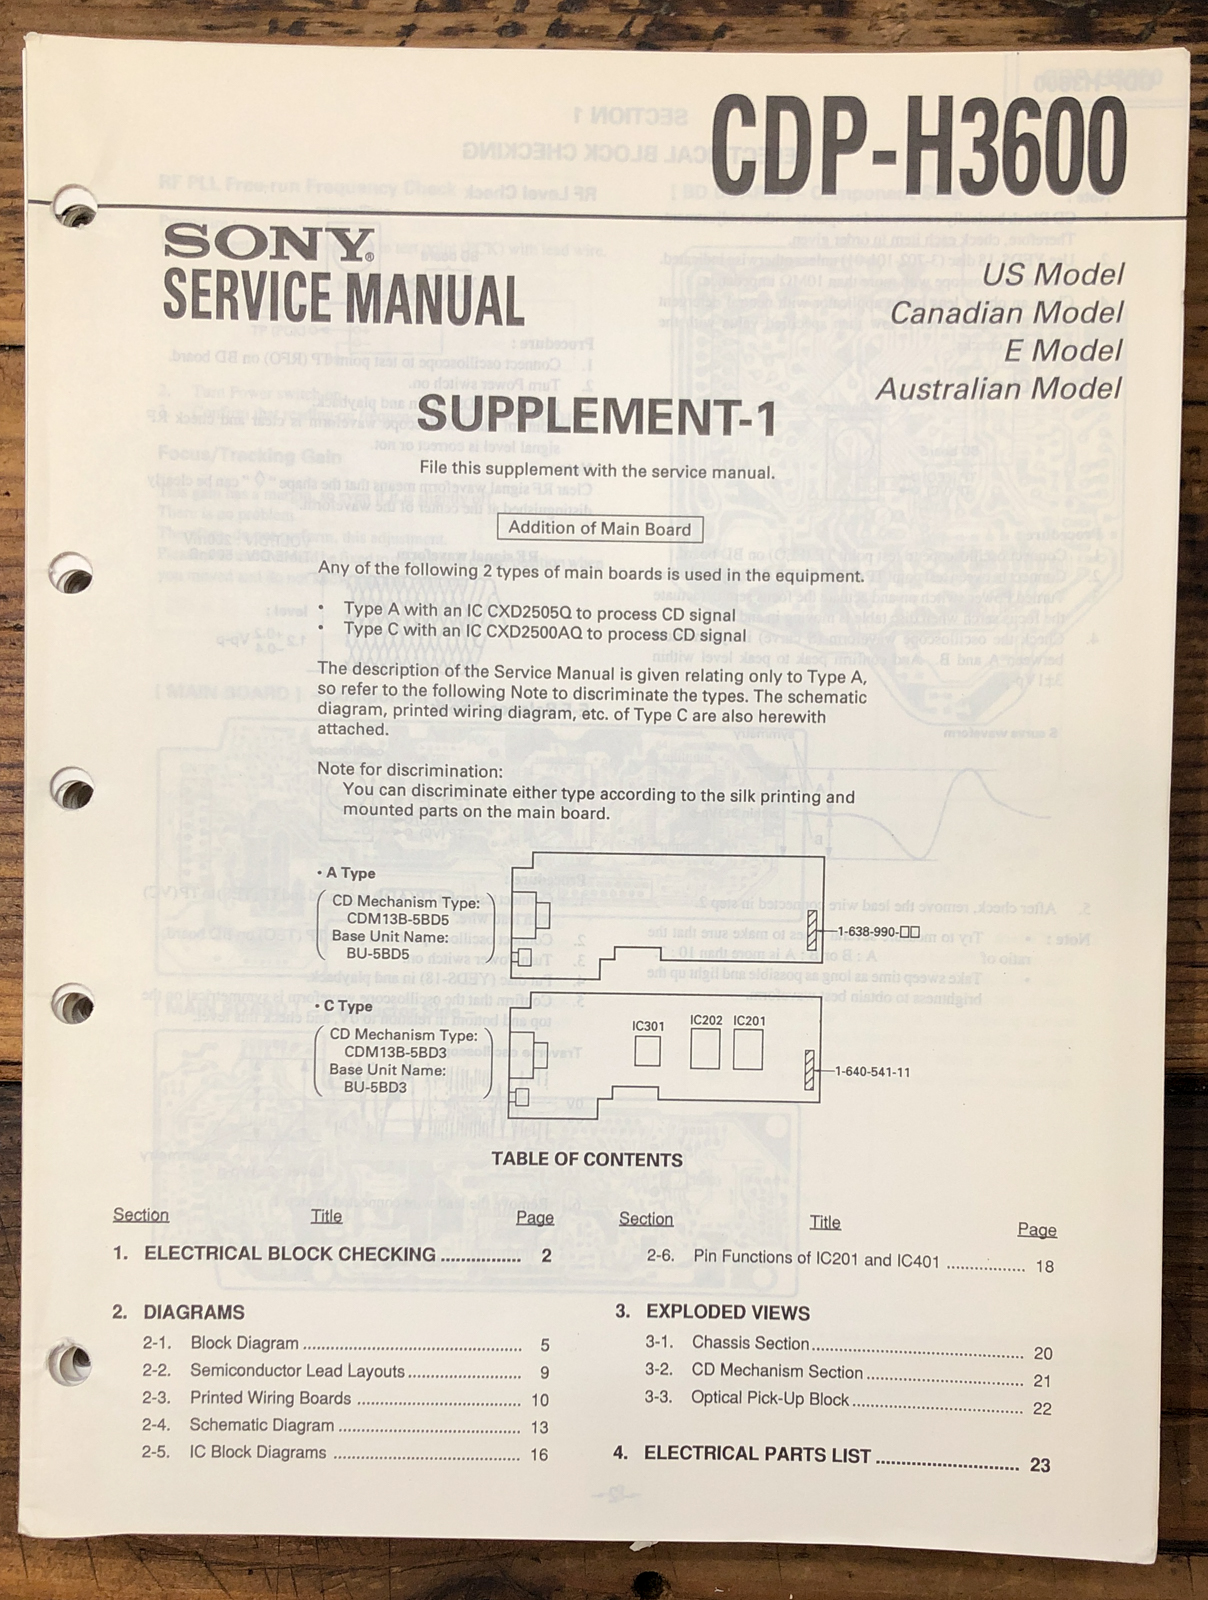 CDP-H3600
SONY®
SERVICE MANUAL
US Model
Canadian Model
E Model
Australian Model
SUPPLEMENT-1
File this supplement with the service manual.
Addition of Main Board
Any of the following 2 types of main boards is used in the equipment.
• Type A with an IC CXD2505Q to process CD signal
• Type C with an IC CXD2500AQ to process CD signal
The description of the Service Manual is given relating only to Type A,
so refer to the following Note to discriminate the types. The schematic
diagram, printed wiring diagram, etc. of Type C are also herewith
attached.
Note for discrimination:
You can discriminate either type according to the silk printing and
mounted parts on the main board.
• A Type
CD Mechanism Type:
CDM13B-5BD5
Base Unit Name:
BU-5BD5
1-638-990-□□
• C Type
CD Mechanism Type:
CDM13B-5BD3
Base Unit Name:
BU-5BD3
IC301 IC202 IC201
1-640-541-11
TABLE OF CONTENTS
Section Title Page
1. ELECTRICAL BLOCK CHECKING ................ 2
2. DIAGRAMS
2-1. Block Diagram .................................................. 5
2-2. Semiconductor Lead Layouts .......................... 9
2-3. Printed Wiring Boards ..................................... 10
2-4. Schematic Diagram .......................................... 13
2-5. IC Block Diagrams ........................................... 16
Section Title Page
2-6. Pin Functions of IC201 and IC401 .................. 18
3. EXPLODED VIEWS
3-1. Chassis Section ................................................. 20
3-2. CD Mechanism Section .................................... 21
3-3. Optical Pick-Up Block ....................................... 22
4. ELECTRICAL PARTS LIST ............................. 23